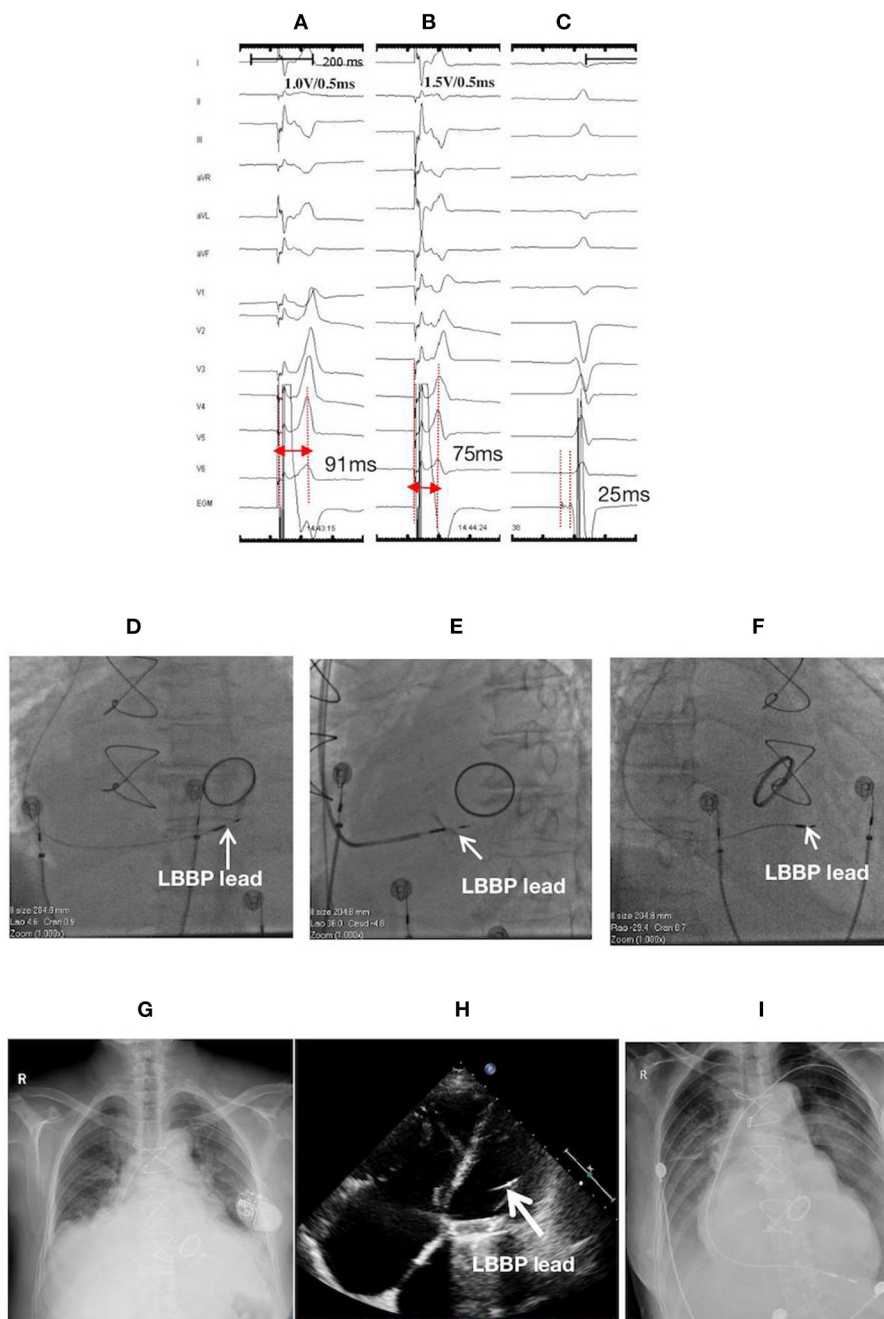 A
B
C
I
200 ms
1.0V/0.5ms
1.5V/0.5ms
II
III
aVR
aVL
aVF
V1
V2
V3
V4
V5
V6
91ms
75ms
25ms
EGM
14:43:15
14:44:24
38
D
E
F
LBBP lead
LBBP lead
LBBP lead
II size 204.8 mm
Lao 4.6 Cran 0.9
Zoom (1.000x)
II size 204.8 mm
Lao 36.0 Caud -4.8
Zoom (1.000x)
II size 204.8 mm
Rao -29.4 Cran 0.7
Zoom (1.000x)
G
H
I
R
LBBP lead
R